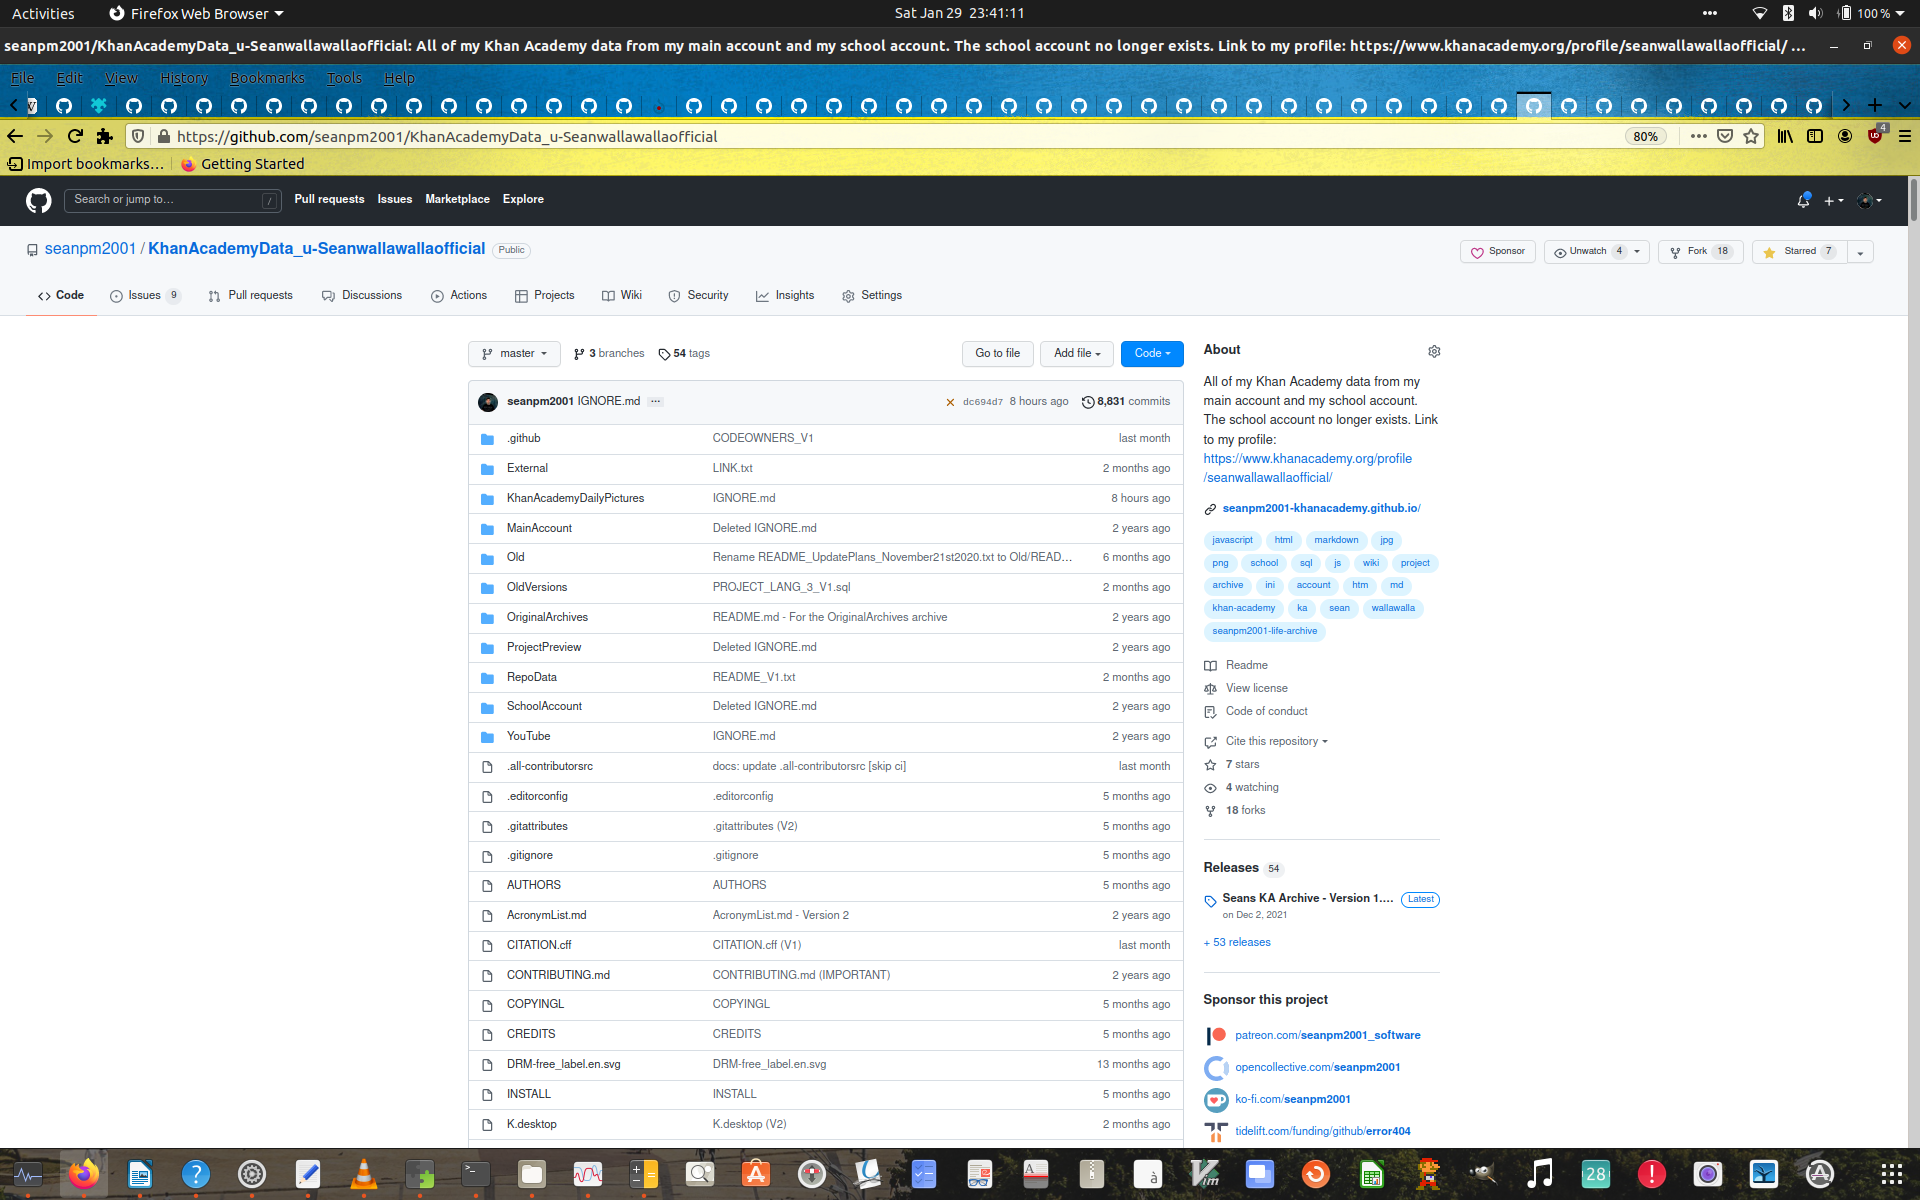 Activities Firefox Web Browser Sat Jan 29 23:41:11 100 %
seanpm2001/KhanAcademyData_u-Seanwallawallaofficial: All of my Khan Academy data from my main account and my school account. The school account no longer exists. Link to my profile: https://www.khanacademy.org/profile/seanwallawallaofficial/ ...
File Edit View History Bookmarks Tools Help
https://github.com/seanpm2001/KhanAcademyData_u-Seanwallawallaofficial 80% 4
Import bookmarks... Getting Started
Search or jump to... / Pull requests Issues Marketplace Explore
seanpm2001 / KhanAcademyData_u-Seanwallawallaofficial Public Sponsor Unwatch 4 Fork 18 Starred 7
Code Issues 9 Pull requests Discussions Actions Projects Wiki Security Insights Settings
master 3 branches 54 tags Go to file Add file Code
seanpm2001 IGNORE.md ... dc694d7 8 hours ago 8,831 commits
.github CODEOWNERS_V1 last month
External LINK.txt 2 months ago
KhanAcademyDailyPictures IGNORE.md 8 hours ago
MainAccount Deleted IGNORE.md 2 years ago
Old Rename README_UpdatePlans_November21st2020.txt to Old/READ... 6 months ago
OldVersions PROJECT_LANG_3_V1.sql 2 months ago
OriginalArchives README.md - For the OriginalArchives archive 2 years ago
ProjectPreview Deleted IGNORE.md 2 years ago
RepoData README_V1.txt 2 months ago
SchoolAccount Deleted IGNORE.md 2 years ago
YouTube IGNORE.md 2 years ago
.all-contributorsrc docs: update .all-contributorsrc [skip ci] last month
.editorconfig .editorconfig 5 months ago
.gitattributes .gitattributes (V2) 5 months ago
.gitignore .gitignore 5 months ago
AUTHORS AUTHORS 5 months ago
AcronymList.md AcronymList.md - Version 2 2 years ago
CITATION.cff CITATION.cff (V1) last month
CONTRIBUTING.md CONTRIBUTING.md (IMPORTANT) 2 years ago
COPYINGL COPYINGL 5 months ago
CREDITS CREDITS 5 months ago
DRM-free_label.en.svg DRM-free_label.en.svg 13 months ago
INSTALL INSTALL 5 months ago
K.desktop K.desktop (V2) 2 months ago
About
All of my Khan Academy data from my
main account and my school account.
The school account no longer exists. Link
to my profile:
https://www.khanacademy.org/profile
/seanwallawallaofficial/
seanpm2001-khanacademy.github.io/
javascript html markdown jpg
png school sql js wiki project
archive ini account htm md
khan-academy ka sean wallawalla
seanpm2001-life-archive
Readme
View license
Code of conduct
Cite this repository
7 stars
4 watching
18 forks
Releases 54
Seans KA Archive - Version 1.... Latest
on Dec 2, 2021
+ 53 releases
Sponsor this project
patreon.com/seanpm2001_software
opencollective.com/seanpm2001
ko-fi.com/seanpm2001
tidelift.com/funding/github/error404
28